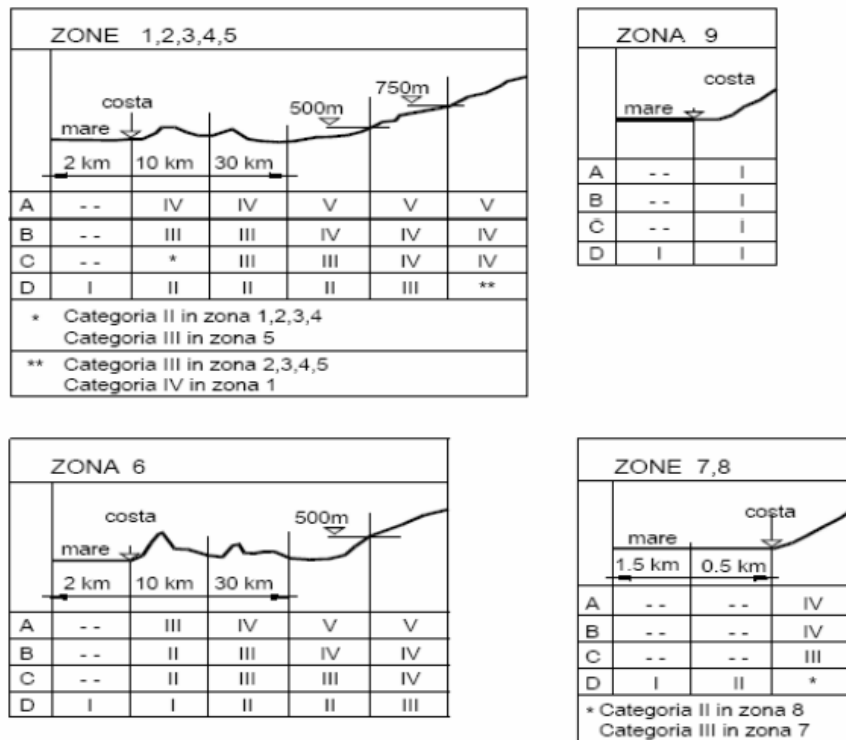 ZONE 1,2,3,4,5
costa
mare
500m
750m
2 km 10 km 30 km
A -- IV IV V V V
B -- III III IV IV IV
C -- * III III IV IV
D I II II II III **
* Categoria II in zona 1,2,3,4
Categoria III in zona 5
** Categoria III in zona 2,3,4,5
Categoria IV in zona 1
ZONA 9
costa
mare
A -- I
B -- I
C -- I
D I I
ZONA 6
costa
mare
500m
2 km 10 km 30 km
A -- III IV V V
B -- II III IV IV
C -- II III III IV
D I I II II III
ZONE 7,8
costa
mare
1.5 km 0.5 km
A -- -- IV
B -- -- IV
C -- -- III
D I II *
* Categoria II in zona 8
Categoria III in zona 7